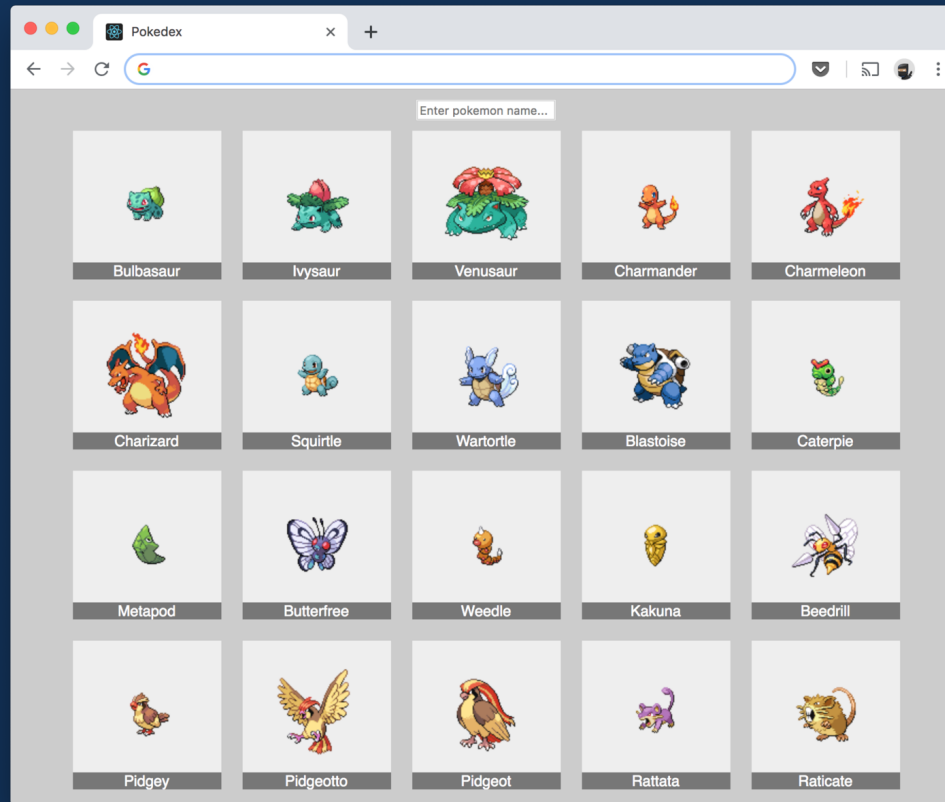 Pokedex
Enter pokemon name...
Bulbasaur
Ivysaur
Venusaur
Charmander
Charmeleon
Charizard
Squirtle
Wartortle
Blastoise
Caterpie
Metapod
Butterfree
Weedle
Kakuna
Beedrill
Pidgey
Pidgeotto
Pidgeot
Rattata
Raticate